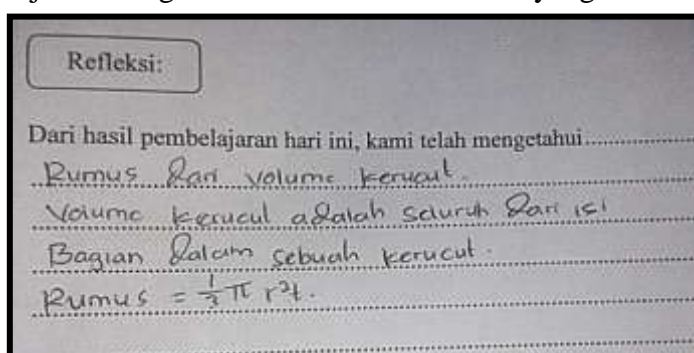 Refleksi:
Dari hasil pembelajaran hari ini, kami telah mengetahui..................
Rumus dari volume kerucut.
Volume kerucut adalah seluruh dari isi
Bagian dalam sebuah kerucut.
Rumus = 1/3 π r²t.